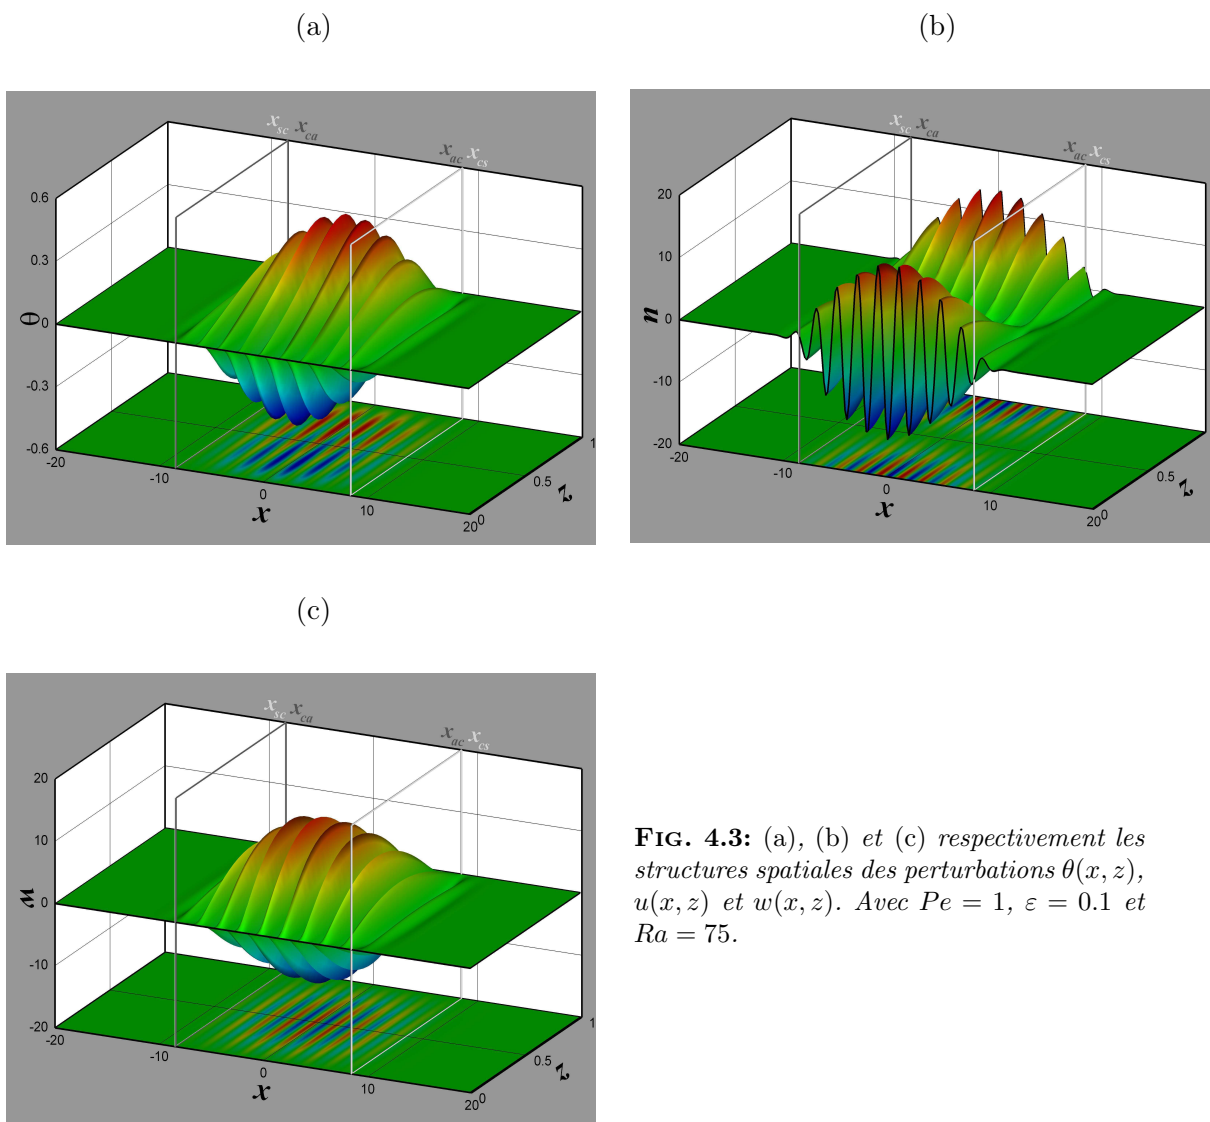 (a)
(b)
x_sc x_ca
x_ac x_cs
0.6
0.3
θ 0
-0.3
-0.6
-20
-10
0
10
20
0
0.5
1
x
z
x_sc x_ca
x_ac x_cs
20
10
u 0
-10
-20
-20
-10
0
10
20
0
0.5
x
z
(c)
x_sc x_ca
x_ac x_cs
20
10
w 0
-10
-20
-20
-10
0
10
20
0
0.5
1
x
z
FIG. 4.3: (a), (b) et (c) respectivement les
structures spatiales des perturbations θ(x, z),
u(x, z) et w(x, z). Avec Pe = 1, ε = 0.1 et
Ra = 75.